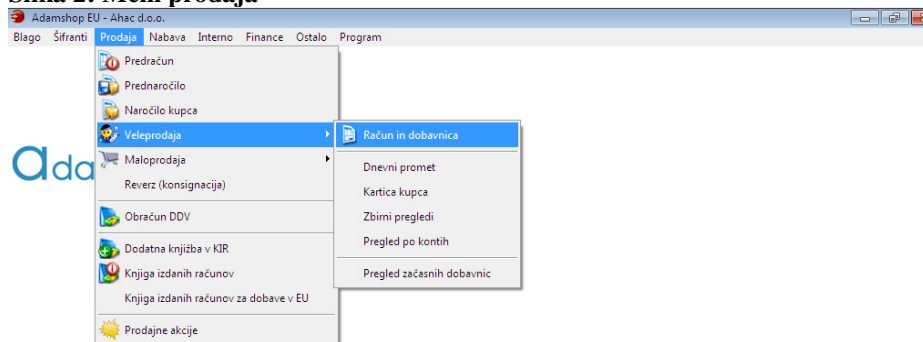 Slika 2: Meni prodaja
Adamshop EU - Ahac d.o.o.
Blago Šifranti Prodaja Nabava Interno Finance Ostalo Program
Predračun
Prednaročilo
Naročilo kupca
Veleprodaja
Maloprodaja
Reverz (konsignacija)
Obračun DDV
Dodatna knjižba v KIR
Knjiga izdanih računov
Knjiga izdanih računov za dobave v EU
Prodajne akcije
Račun in dobavnica
Dnevni promet
Kartica kupca
Zbirni pregledi
Pregled po kontih
Pregled začasnih dobavnic
ada